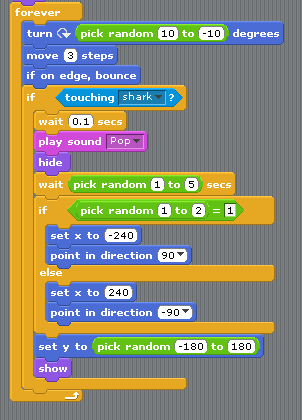 forever
turn pick random 10 to -10 degrees
move 3 steps
if on edge, bounce
if touching shark ?
wait 0.1 secs
play sound Pop
hide
wait pick random 1 to 5 secs
if pick random 1 to 2 = 1
set x to -240
point in direction 90
else
set x to 240
point in direction -90
set y to pick random -180 to 180
show